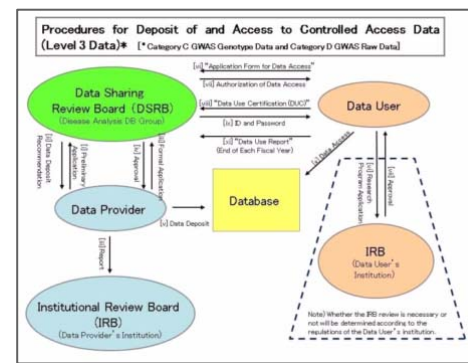 Procedures for Deposit of and Access to Controlled Access Data
(Level 3 Data)* [*Category C GWAS Genotype Data and Category D GWAS Raw Data]
[vi] "Application Form for Data Access"
[vii] Authorization of Data Access
[viii] "Data Use Certification (DUC)"
[ix] ID and Password
[xi] "Data Use Report"
(End of Each Fiscal Year)
Data Sharing
Review Board (DSRB)
(Disease Analysis DB Group)
Data User
[x] Data Access
[ii] Data Deposit
Recommendation
[i] Preliminary
Application
[iv] Approval
Formal Application
Database
Data Provider
[v] Data Deposit
Research
Program Application
Approval
IRB
(Data User's
Institution)
Report
Institutional Review Board
(IRB)
(Data Provider's Institution)
Note) Whether the IRB review is necessary or
not will be determined according to the
regulations of the Data User's institution.